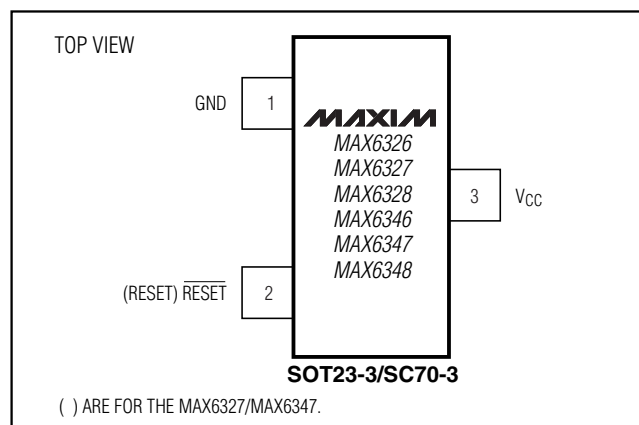 TOP VIEW
GND 1
MAXIM
MAX6326
MAX6327
MAX6328
MAX6346
MAX6347
MAX6348
3 VCC
(RESET) RESET 2
SOT23-3/SC70-3
( ) ARE FOR THE MAX6327/MAX6347.